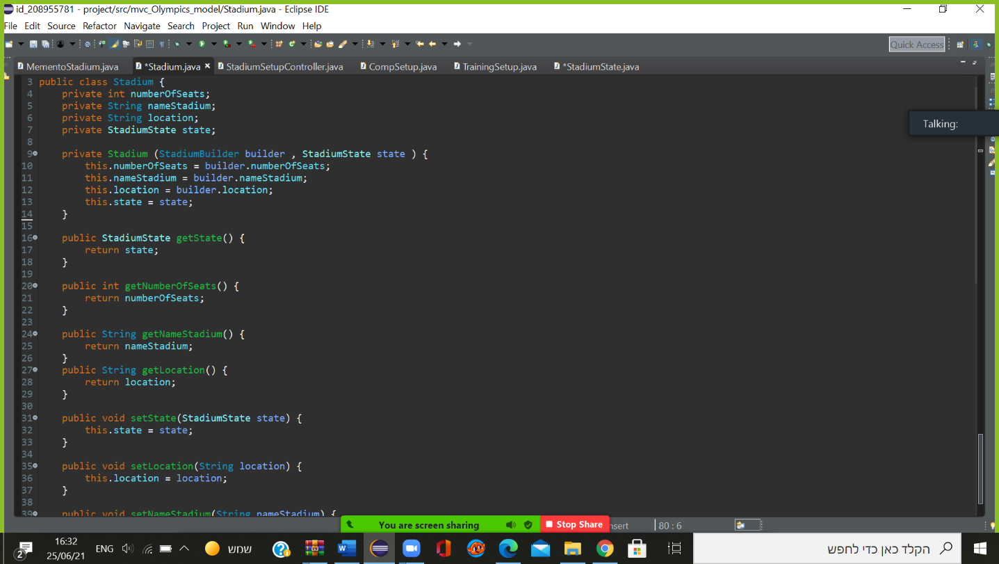 id_208955781 - project/src/mvc_Olympics_model/Stadium.java - Eclipse IDE
File Edit Source Refactor Navigate Search Project Run Window Help
Quick Access
MementoStadium.java *Stadium.java StadiumSetupController.java CompSetup.java TrainingSetup.java *StadiumState.java
3 public class Stadium {
4 private int numberOfSeats;
5 private String nameStadium;
6 private String location;
7 private StadiumState state;
8
9 private Stadium (StadiumBuilder builder , StadiumState state ) {
10 this.numberOfSeats = builder.numberOfSeats;
11 this.nameStadium = builder.nameStadium;
12 this.location = builder.location;
13 this.state = state;
14 }
15
16 public StadiumState getState() {
17 return state;
18 }
19
20 public int getNumberOfSeats() {
21 return numberOfSeats;
22 }
23
24 public String getNameStadium() {
25 return nameStadium;
26 }
27 public String getLocation() {
28 return location;
29 }
30
31 public void setState(StadiumState state) {
32 this.state = state;
33 }
34
35 public void setLocation(String location) {
36 this.location = location;
37 }
38
39 public void setNameStadium(String nameStadium) {
Talking:
You are screen sharing Stop Share nsert 80 : 6
2
16:32
25/06/21
ENG
שמש
הקלד כאן כדי לחפש